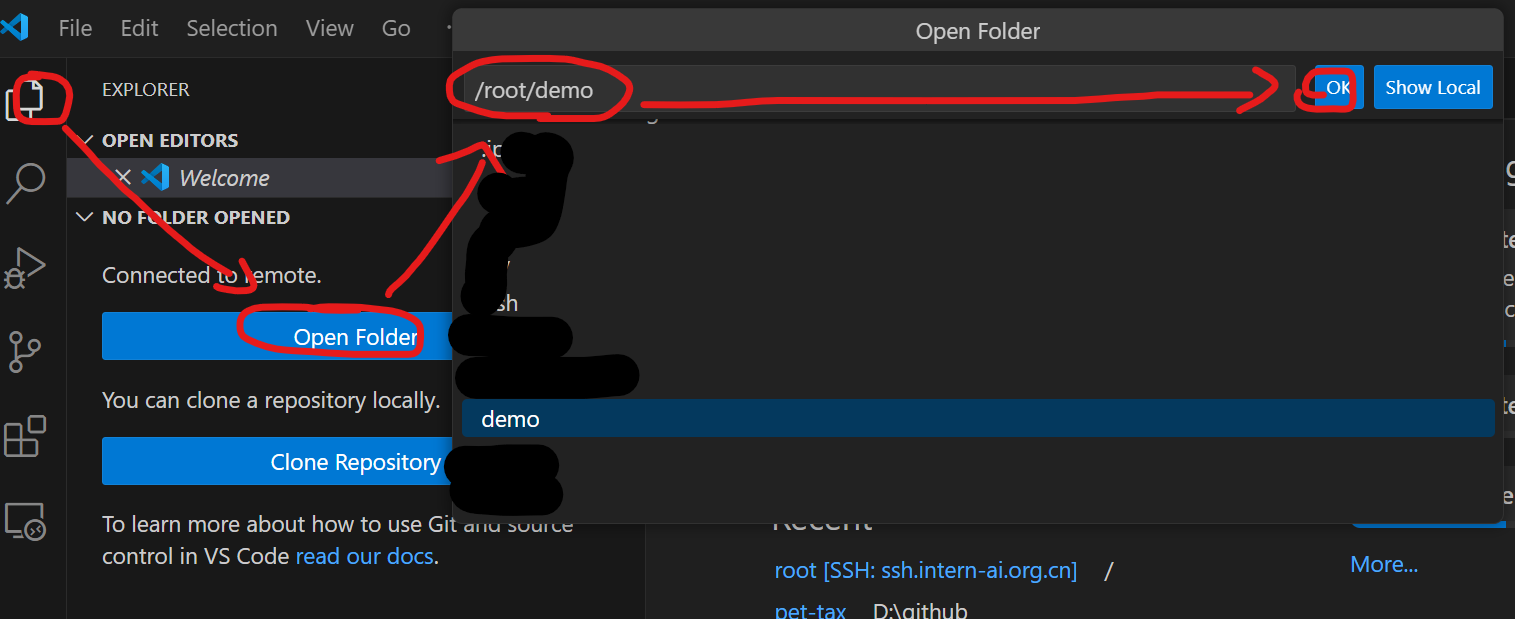 File Edit Selection View Go
Open Folder
/root/demo
OK
Show Local
EXPLORER
OPEN EDITORS
Welcome
NO FOLDER OPENED
Connected to remote.
Open Folder
You can clone a repository locally.
Clone Repository
To learn more about how to use Git and source
control in VS Code read our docs.
demo
Recent
root [SSH: ssh.intern-ai.org.cn] /
More...
pet-tax D:\github